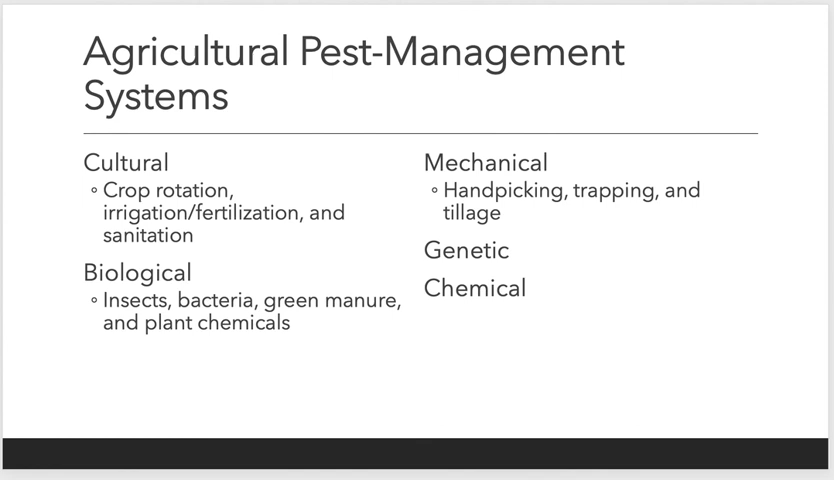 Agricultural Pest-Management
Systems
Cultural
◦ Crop rotation,
irrigation/fertilization, and
sanitation
Biological
◦ Insects, bacteria, green manure,
and plant chemicals
Mechanical
◦ Handpicking, trapping, and
tillage
Genetic
Chemical